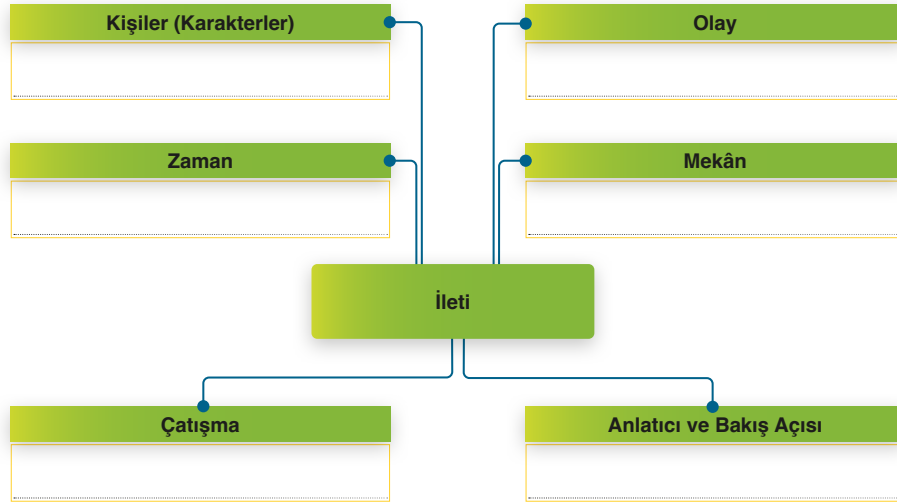 Kişiler (Karakterler)
Olay
Zaman
Mekân
İleti
Çatışma
Anlatıcı ve Bakış Açısı